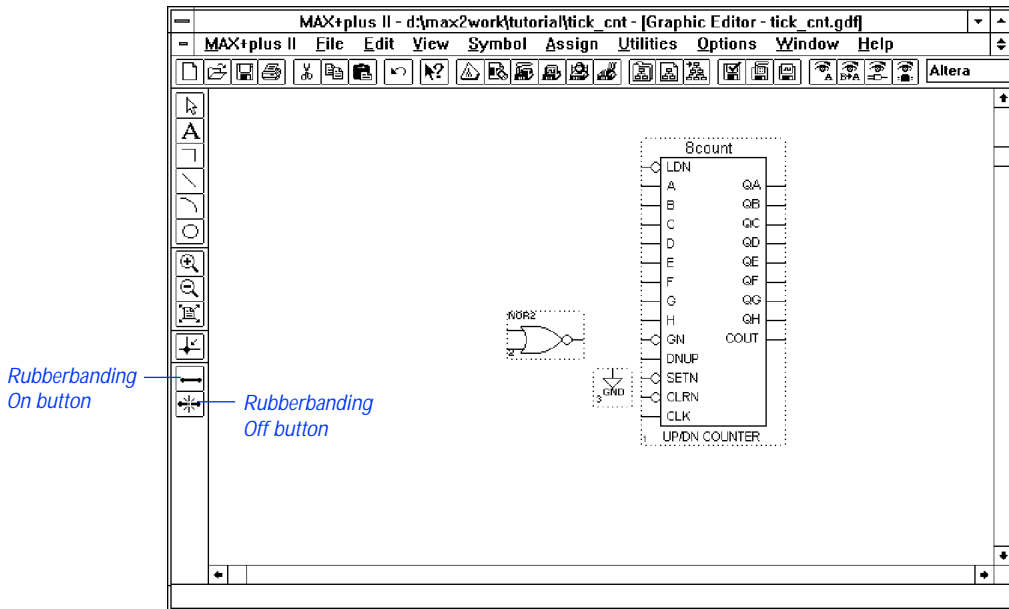 MAX+plus II - d:\max2work\tutorial\tick_cnt - [Graphic Editor - tick_cnt.gdf]
MAX+plus II File Edit View Symbol Assign Utilities Options Window Help
Altera
A
8count
LDN
A QA
B QB
C QC
D QD
E QE
F QF
G QG
H QH
GN COUT
DNUP
SETN
CLRN
CLK
1 UP/DN COUNTER
NOR2
2
GND
3
Rubberbanding
On button
Rubberbanding
Off button